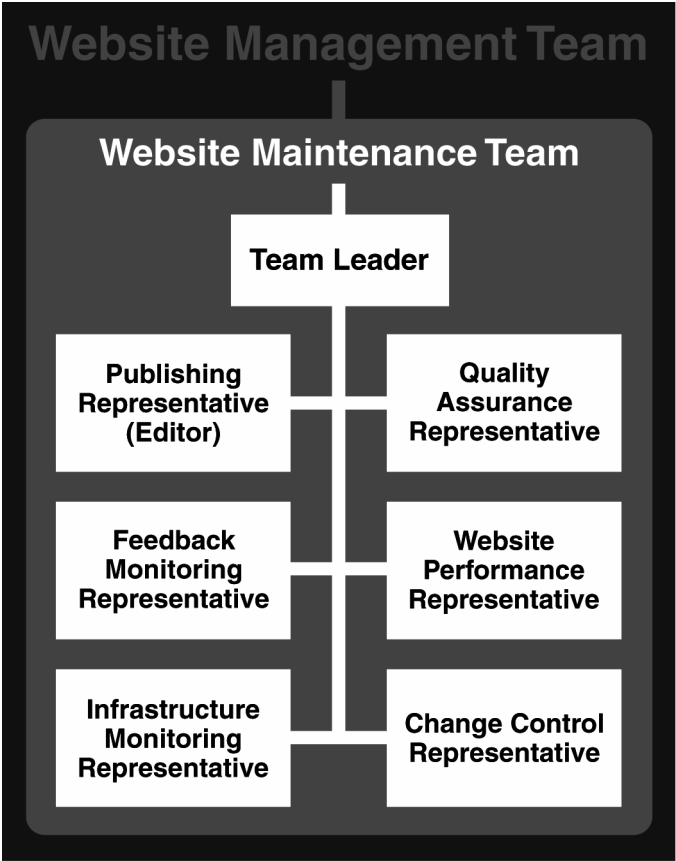 Website Management Team
Website Maintenance Team
Team Leader
Publishing
Representative
(Editor)
Quality
Assurance
Representative
Feedback
Monitoring
Representative
Website
Performance
Representative
Infrastructure
Monitoring
Representative
Change Control
Representative